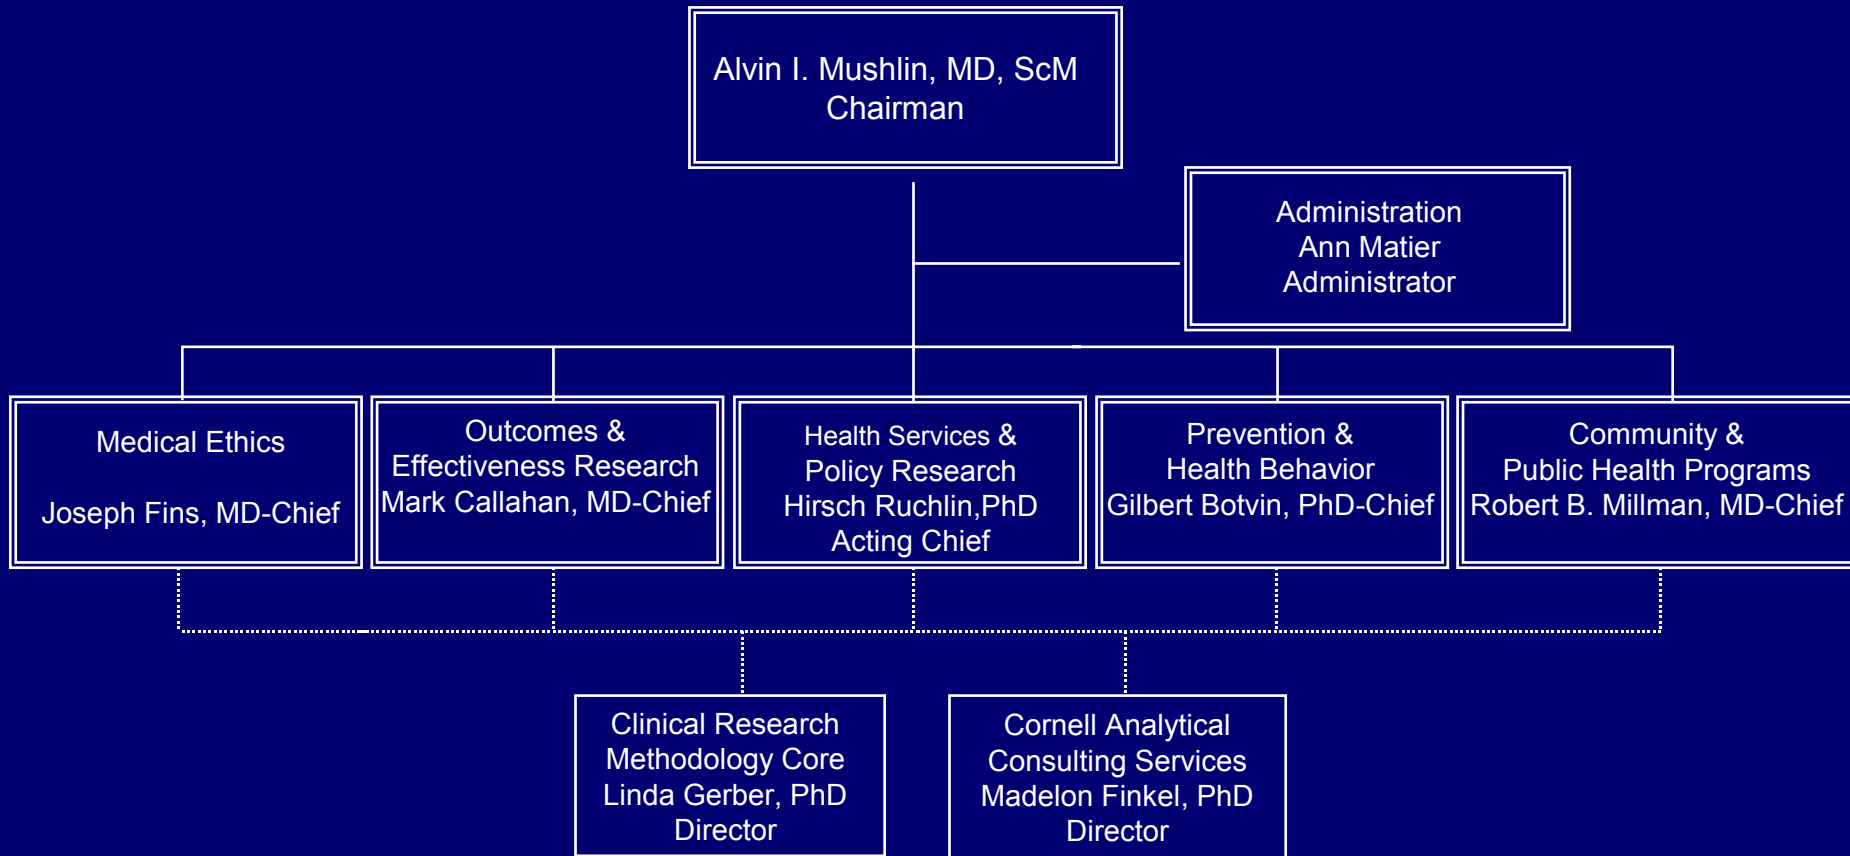 Alvin I. Mushlin, MD, ScM
Chairman
Administration
Ann Matier
Administrator
Medical Ethics
Joseph Fins, MD-Chief
Outcomes &
Effectiveness Research
Mark Callahan, MD-Chief
Health Services &
Policy Research
Hirsch Ruchlin,PhD
Acting Chief
Prevention &
Health Behavior
Gilbert Botvin, PhD-Chief
Community &
Public Health Programs
Robert B. Millman, MD-Chief
Clinical Research
Methodology Core
Linda Gerber, PhD
Director
Cornell Analytical
Consulting Services
Madelon Finkel, PhD
Director